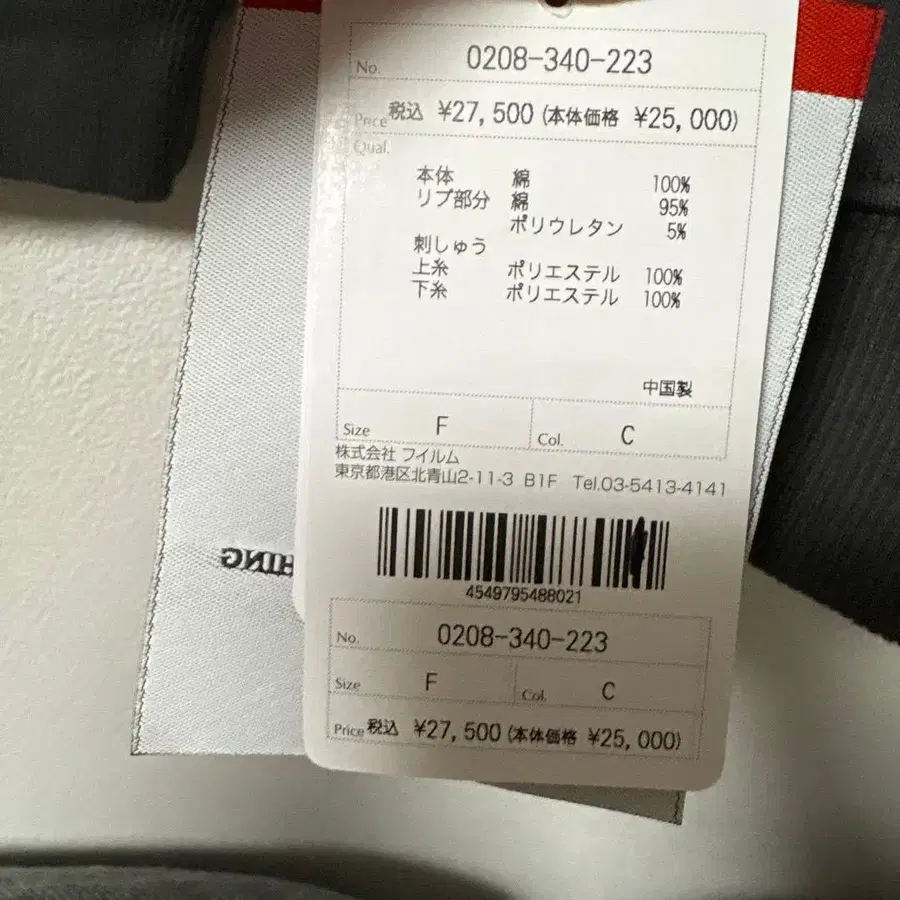 No. 0208-340-223
Price 税込 ¥27,500 (本体価格 ¥25,000)
Qual.
本体 綿 100%
リブ部分 綿 95%
ポリウレタン 5%
刺しゅう
上糸 ポリエステル 100%
下糸 ポリエステル 100%
中国製
Size F Col. C
株式会社 フイルム
東京都港区北青山2-11-3 B1F Tel.03-5413-4141
4549795488021
No. 0208-340-223
Size F Col. C
Price 税込 ¥27,500 (本体価格 ¥25,000)